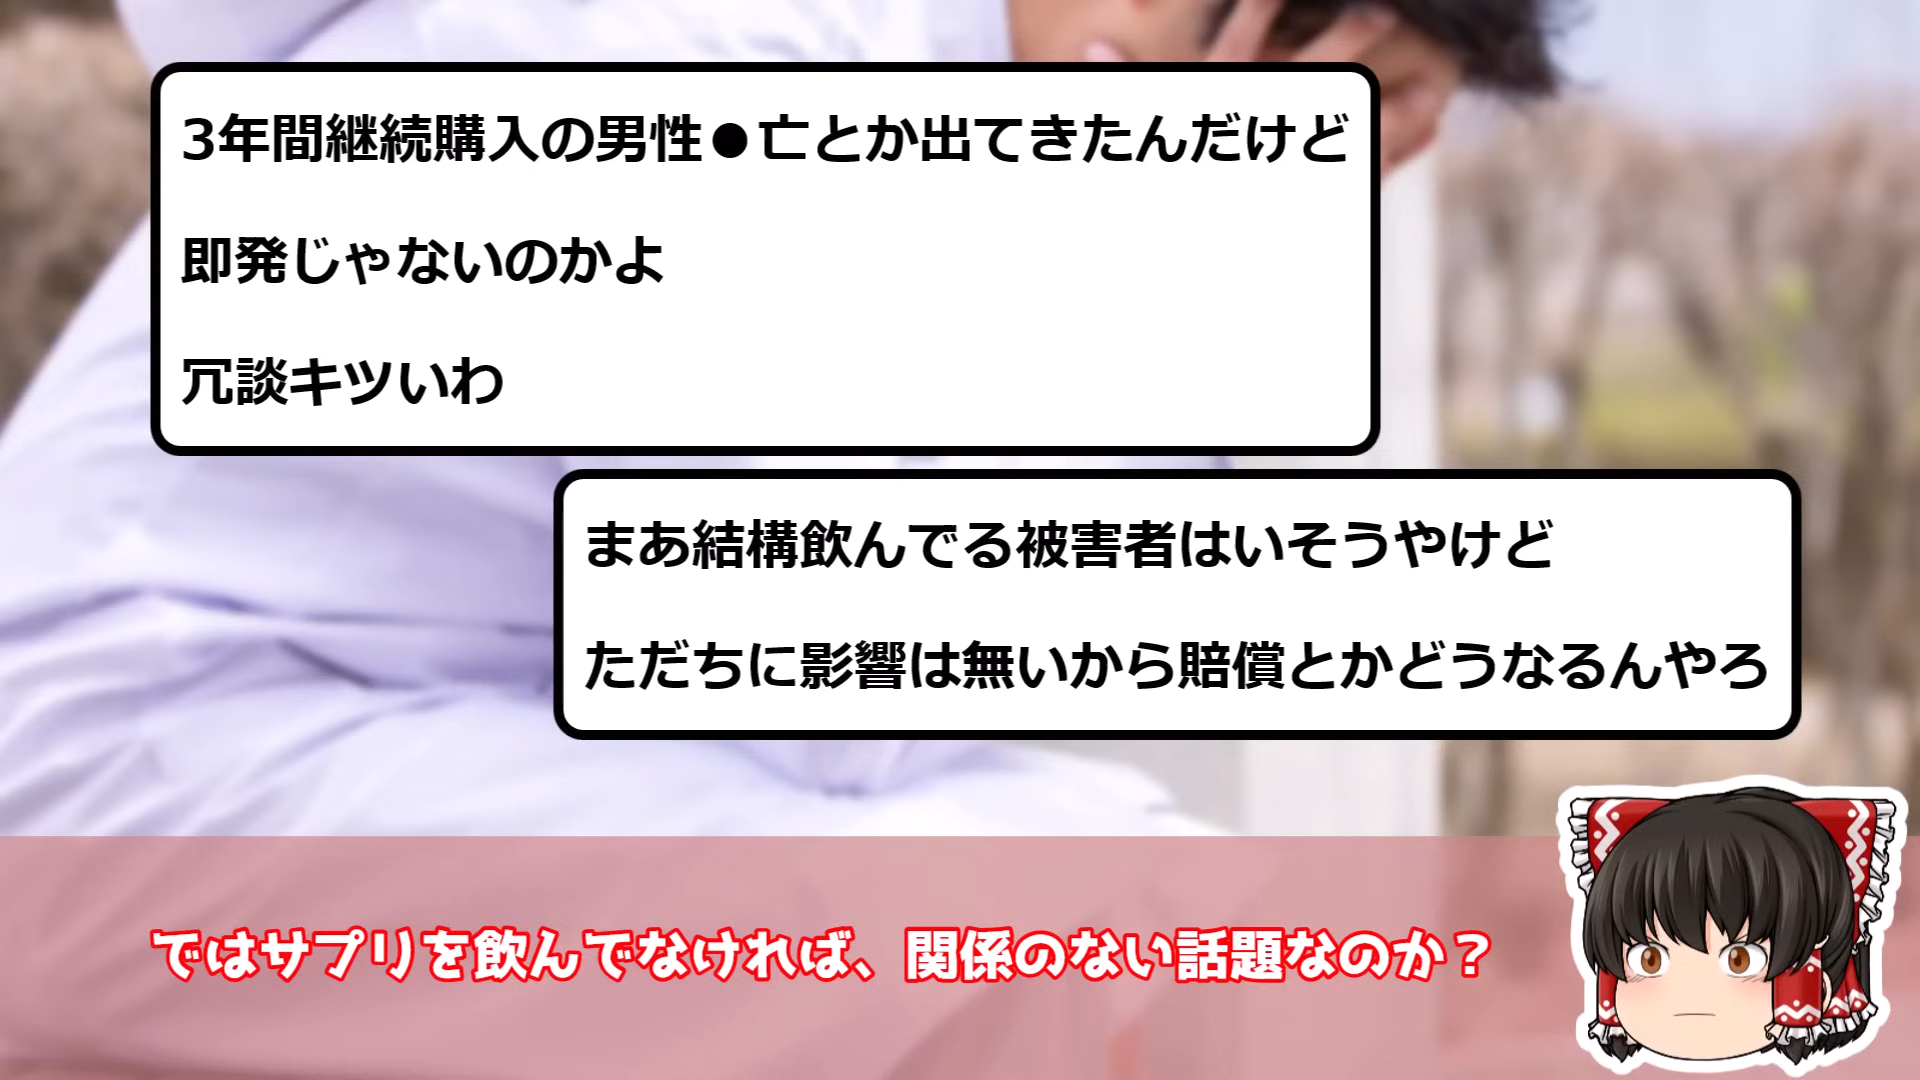 3年間継続購入の男性●亡とか出てきたんだけど
即発じゃないのかよ
冗談キツいわ
まあ結構飲んでる被害者はいそうやけど
ただちに影響は無いから賠償とかどうなるんやろ
ではサプリを飲んでなければ、関係のない話題なのか？